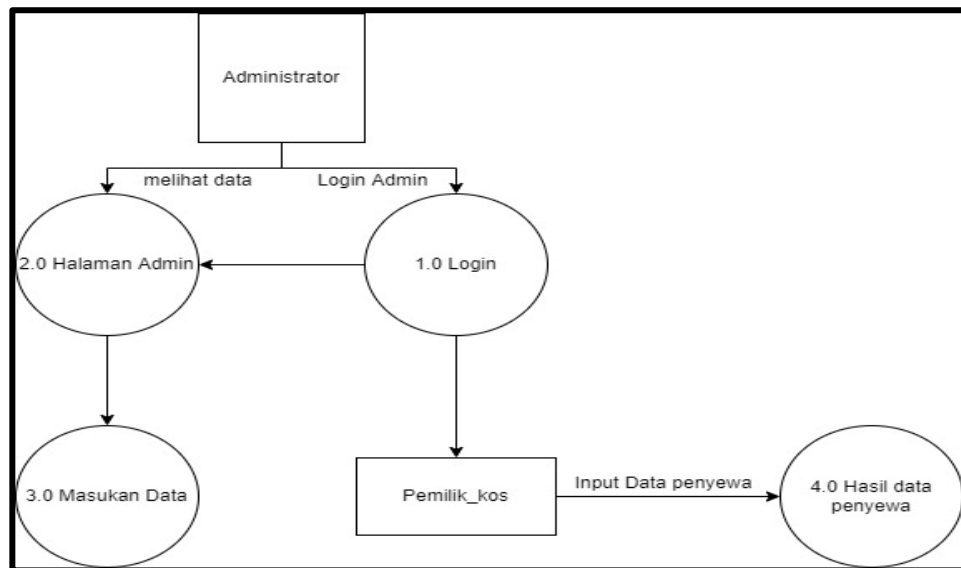 Administrator
melihat data
Login Admin
2.0 Halaman Admin
1.0 Login
3.0 Masukan Data
Pemilik_kos
Input Data penyewa
4.0 Hasil data
penyewa